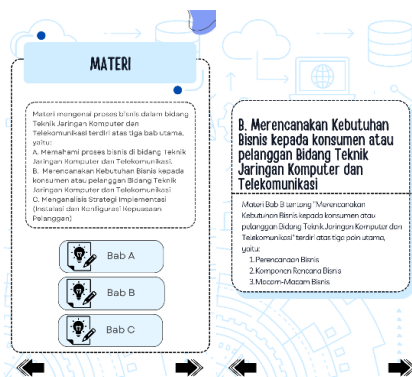 MATERI
Materi mengenai proses bisnis dalam bidang
Teknik Jaringan Komputer dan
Telekomunikasi terdiri atas tiga bab utama,
yaitu:
A. Memahami proses bisnis di bidang Teknik
Jaringan Komputer dan Telekomunikasi.
B. Merencanakan Kebutuhan Bisnis kepada
konsumen atau pelanggan Bidang Teknik
Jaringan Komputer dan Telekomunikasi
C. Menganalisis Strategi Implementasi
(Instalasi dan Konfigurasi Kepuasaan
Pelanggan)
Bab A
Bab B
Bab C
B. Merencanakan Kebutuhan
Bisnis kepada konsumen atau
pelanggan Bidang Teknik
Jaringan Komputer dan
Telekomunikasi
Materi Bab B tentang "Merencanakan
Kebutuhan Bisnis kepada konsumen atau
pelanggan Bidang Teknik Jaringan Komputer dan
Telekomunikasi" terdiri atas tiga poin utama,
yaitu:
1. Perencanaan Bisnis
2. Komponen Rencana Bisnis
3. Macam-Macam Bisnis